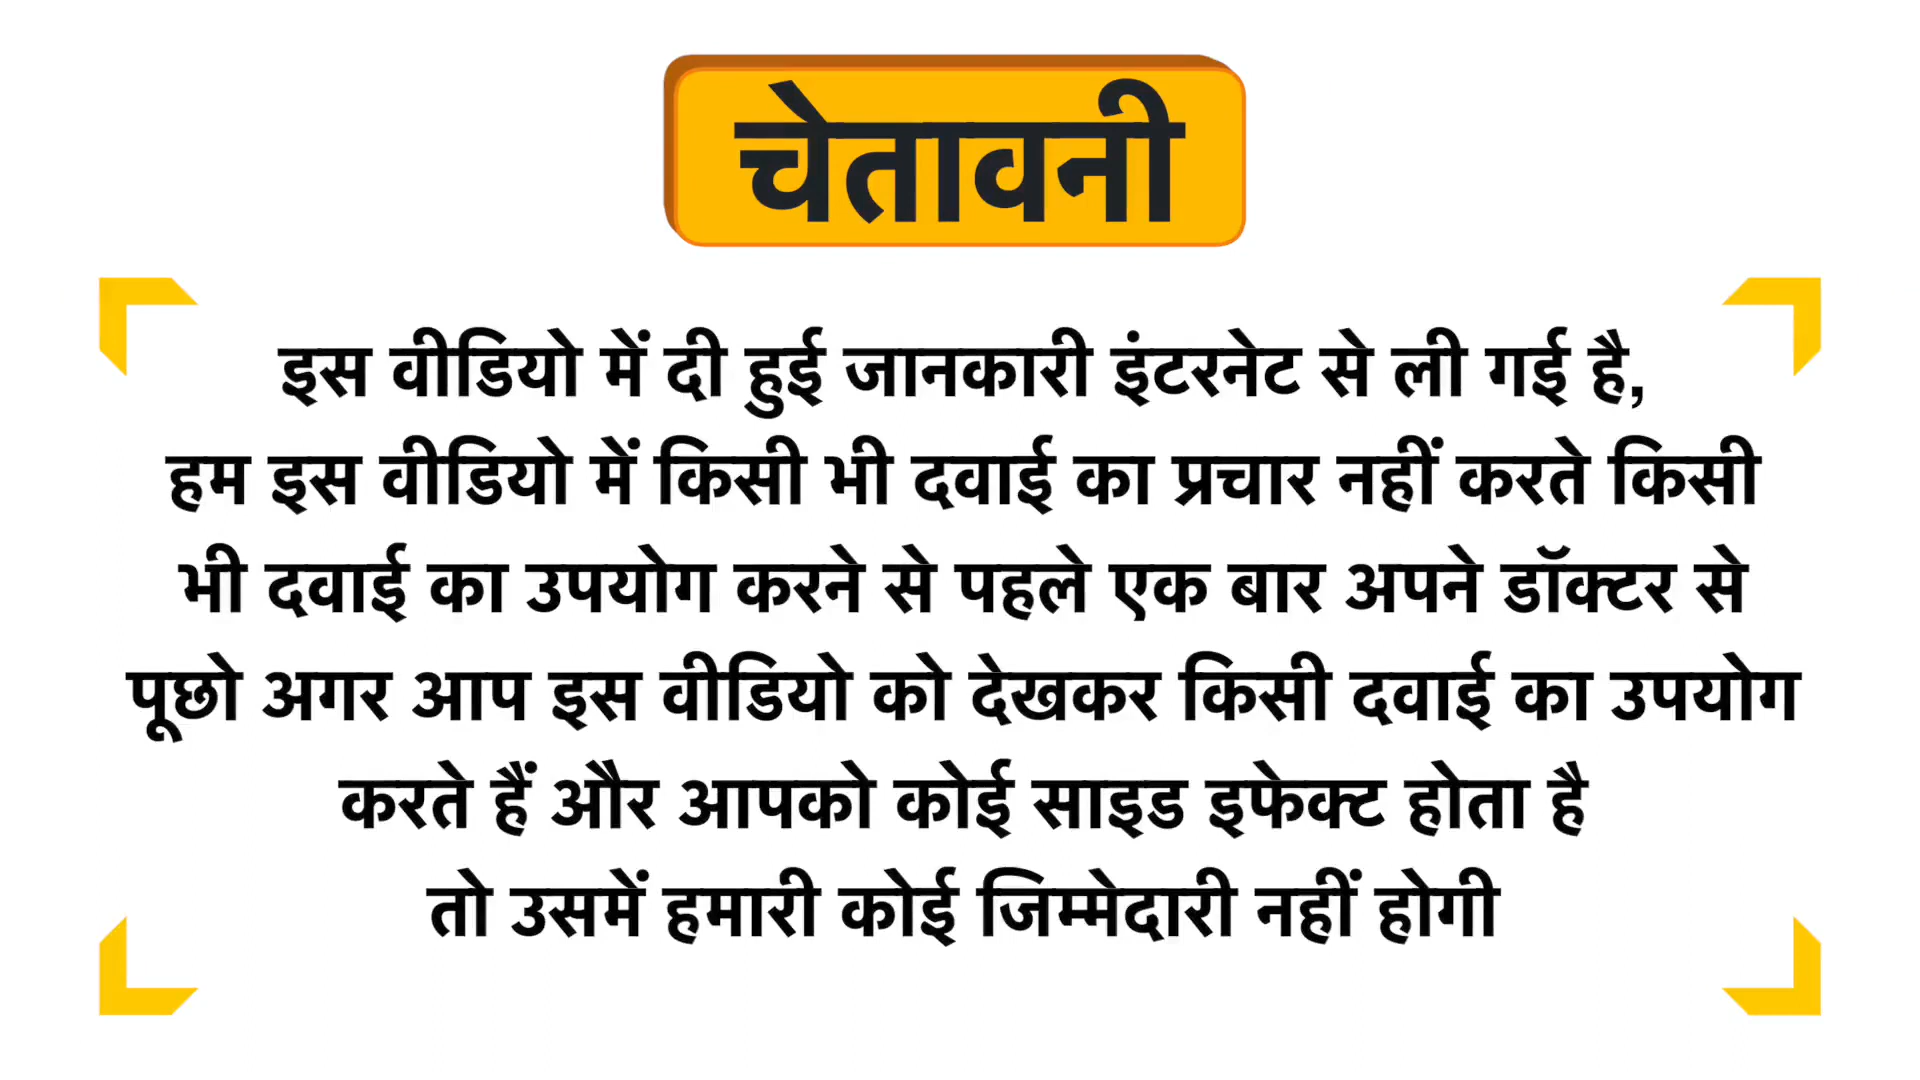 चेतावनी
इस वीडियो में दी हुई जानकारी इंटरनेट से ली गई है,
हम इस वीडियो में किसी भी दवाई का प्रचार नहीं करते किसी
भी दवाई का उपयोग करने से पहले एक बार अपने डॉक्टर से
पूछो अगर आप इस वीडियो को देखकर किसी दवाई का उपयोग
करते हैं और आपको कोई साइड इफेक्ट होता है
तो उसमें हमारी कोई जिम्मेदारी नहीं होगी